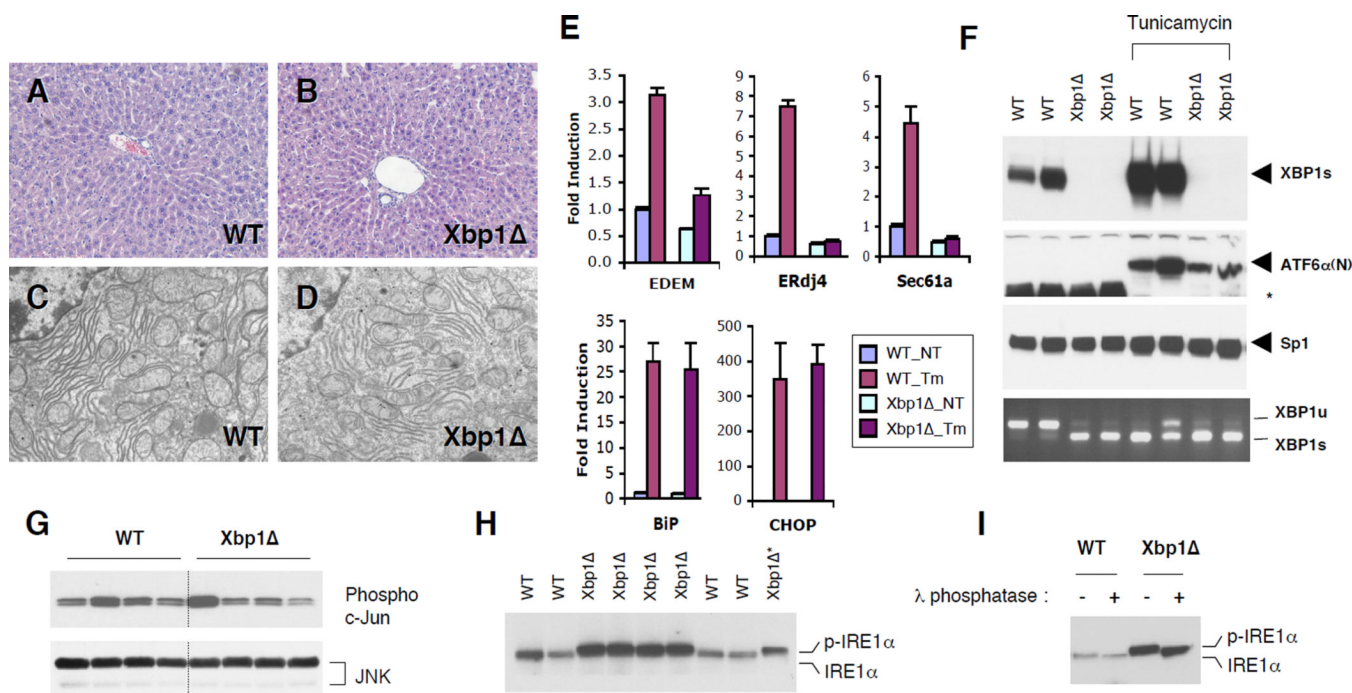 A
WT
B
Xbp1Δ
C
WT
D
Xbp1Δ
E
Fold Induction
3.5
3.0
2.5
2.0
1.5
1.0
0.5
0.0
EDEM
9
8
7
6
5
4
3
2
1
0
ERdj4
6
5
4
3
2
1
0
Sec61a
Fold Induction
35
30
25
20
15
10
5
0
BiP
500
400
300
200
100
0
CHOP
WT_NT
WT_Tm
Xbp1Δ_NT
Xbp1Δ_Tm
F
Tunicamycin
WT WT Xbp1Δ Xbp1Δ WT WT Xbp1Δ Xbp1Δ
XBP1s
ATF6α(N)
*
Sp1
XBP1u
XBP1s
G
WT Xbp1Δ
Phospho
c-Jun
JNK
H
WT WT Xbp1Δ Xbp1Δ Xbp1Δ Xbp1Δ WT WT Xbp1Δ*
p-IRE1α
IRE1α
I
WT Xbp1Δ
λ phosphatase : - + - +
p-IRE1α
IRE1α